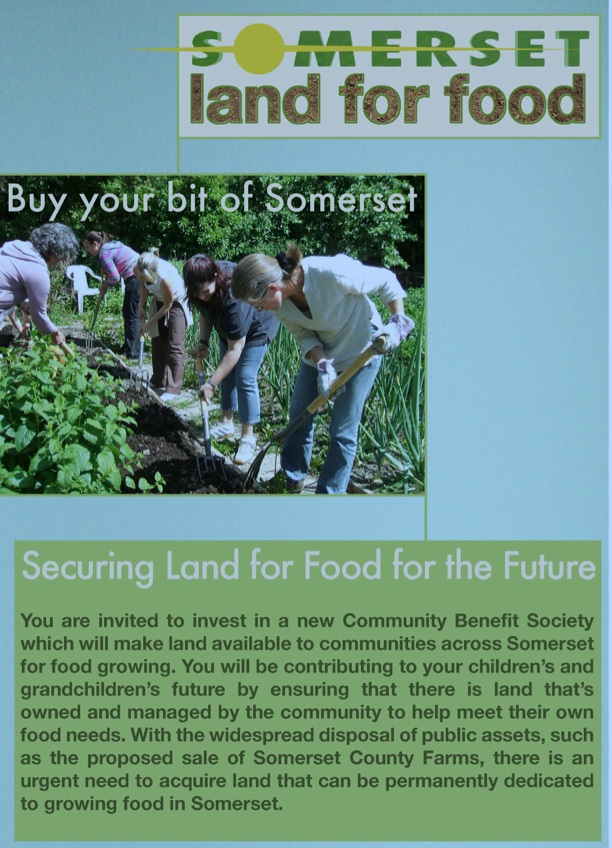 SOMERSET
land for food
Buy your bit of Somerset
Securing Land for Food for the Future
You are invited to invest in a new Community Benefit Society
which will make land available to communities across Somerset
for food growing. You will be contributing to your children's and
grandchildren's future by ensuring that there is land that's
owned and managed by the community to help meet their own
food needs. With the widespread disposal of public assets, such
as the proposed sale of Somerset County Farms, there is an
urgent need to acquire land that can be permanently dedicated
to growing food in Somerset.